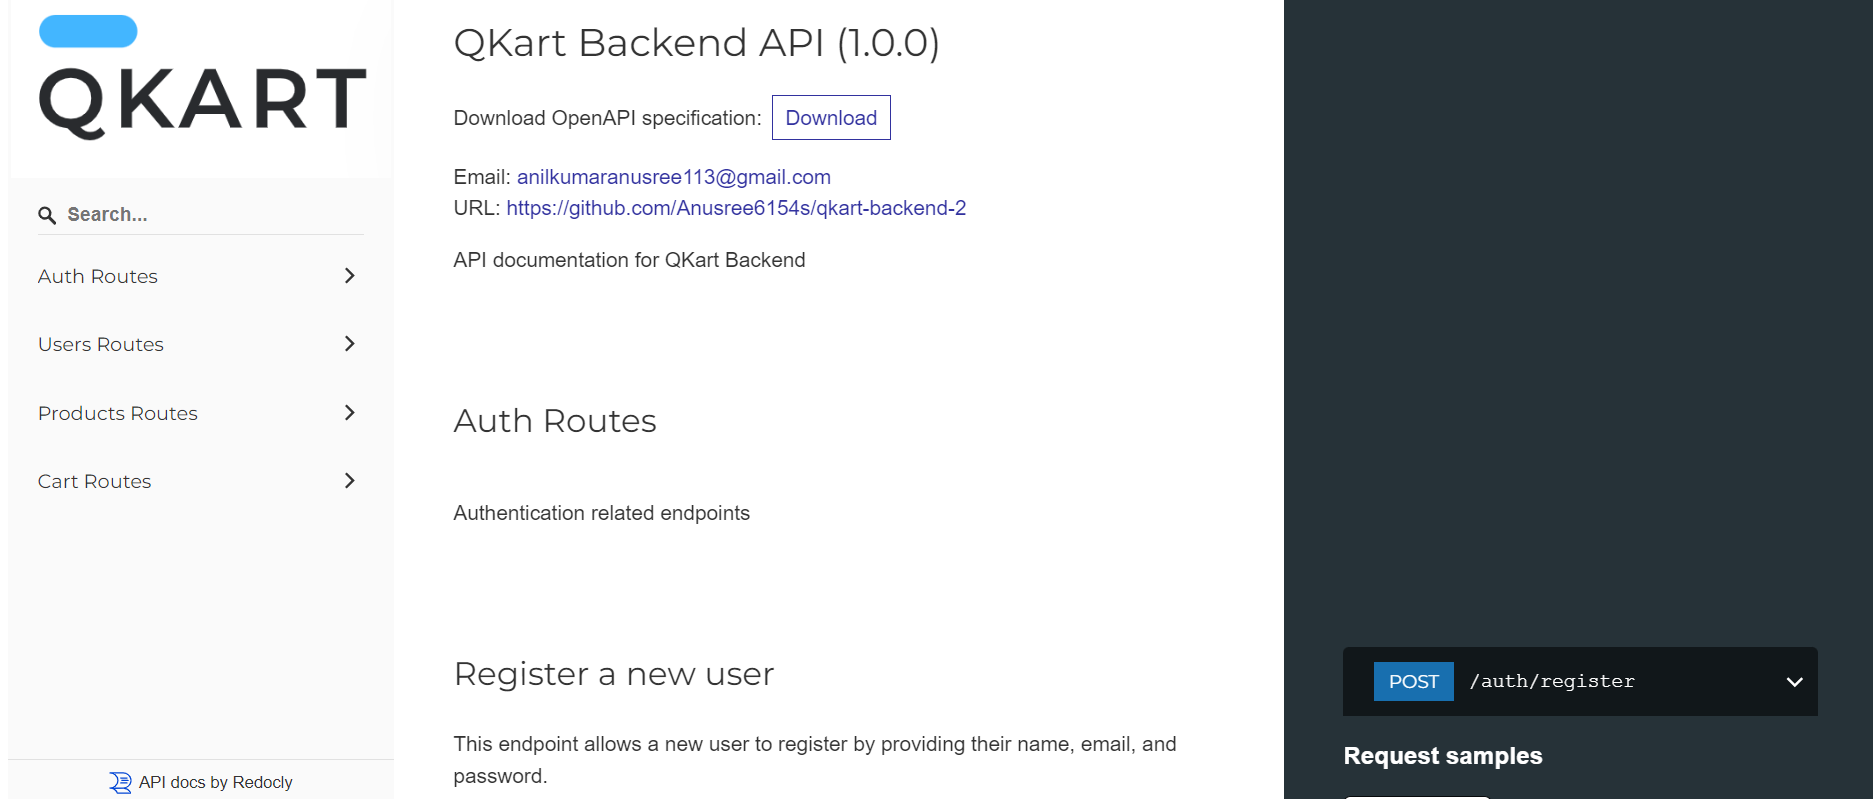 QKART
Search...
Auth Routes
Users Routes
Products Routes
Cart Routes
API docs by Redocly
QKart Backend API (1.0.0)
Download OpenAPI specification: Download
Email: anilkumaranusree113@gmail.com
URL: https://github.com/Anusree6154s/qkart-backend-2
API documentation for QKart Backend
Auth Routes
Authentication related endpoints
Register a new user
This endpoint allows a new user to register by providing their name, email, and
password.
POST /auth/register
Request samples